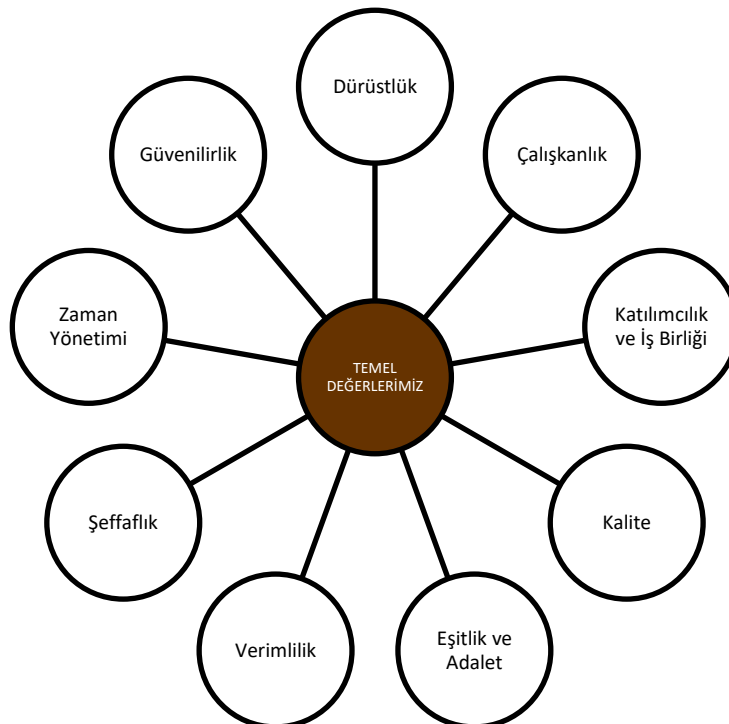 Dürüstlük
Çalışkanlık
Katılımcılık
ve İş Birliği
Kalite
Eşitlik ve
Adalet
Verimlilik
Şeffaflık
Zaman
Yönetimi
Güvenilirlik
TEMEL
DEĞERLERİMİZ